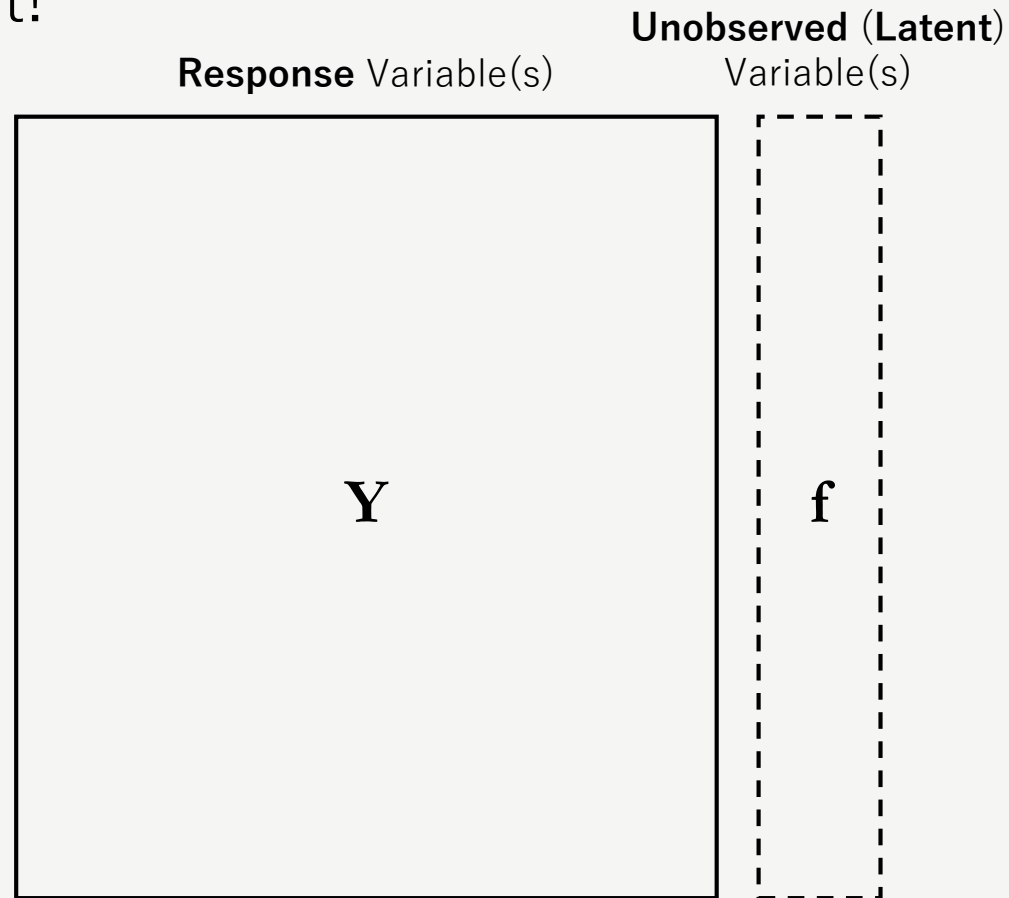 t!
Unobserved (Latent)
Response Variable(s)
Variable(s)
Y
f